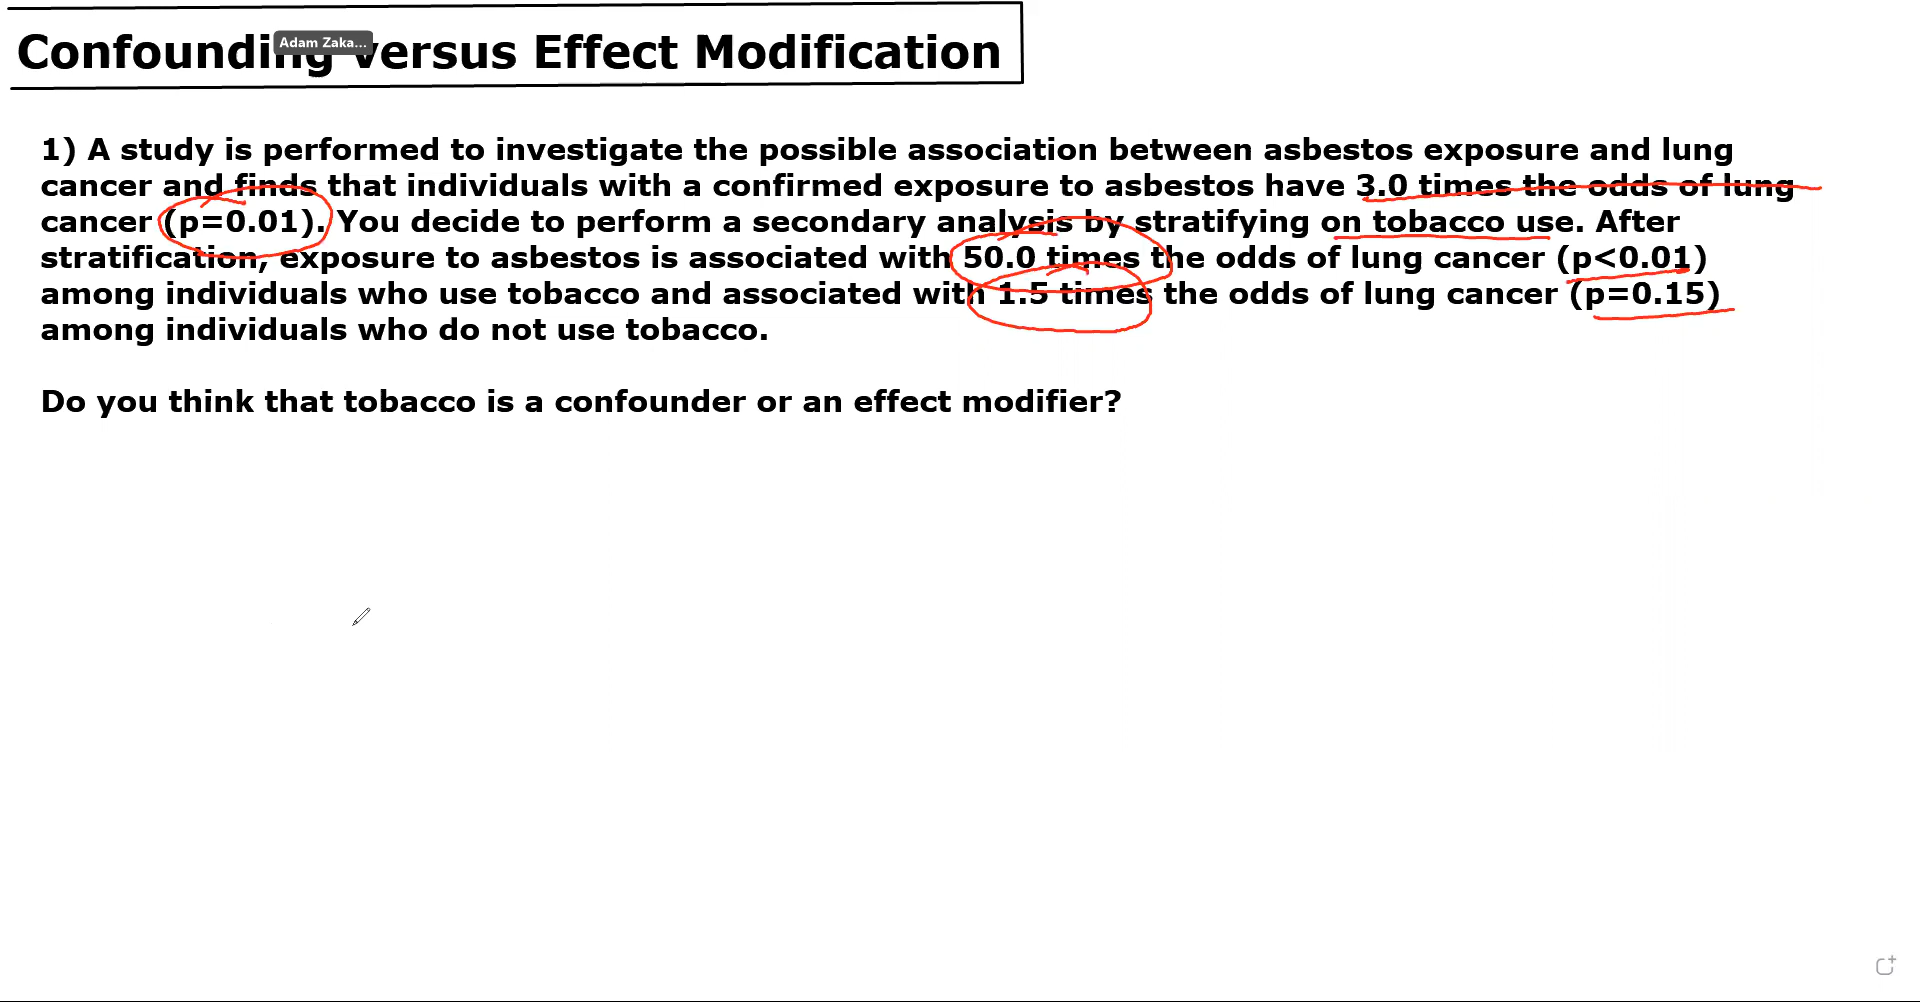 Confounding versus Effect Modification
Adam Zaka...
1) A study is performed to investigate the possible association between asbestos exposure and lung
cancer and finds that individuals with a confirmed exposure to asbestos have 3.0 times the odds of lung
cancer (p=0.01). You decide to perform a secondary analysis by stratifying on tobacco use. After
stratification, exposure to asbestos is associated with 50.0 times the odds of lung cancer (p<0.01)
among individuals who use tobacco and associated with 1.5 times the odds of lung cancer (p=0.15)
among individuals who do not use tobacco.
Do you think that tobacco is a confounder or an effect modifier?